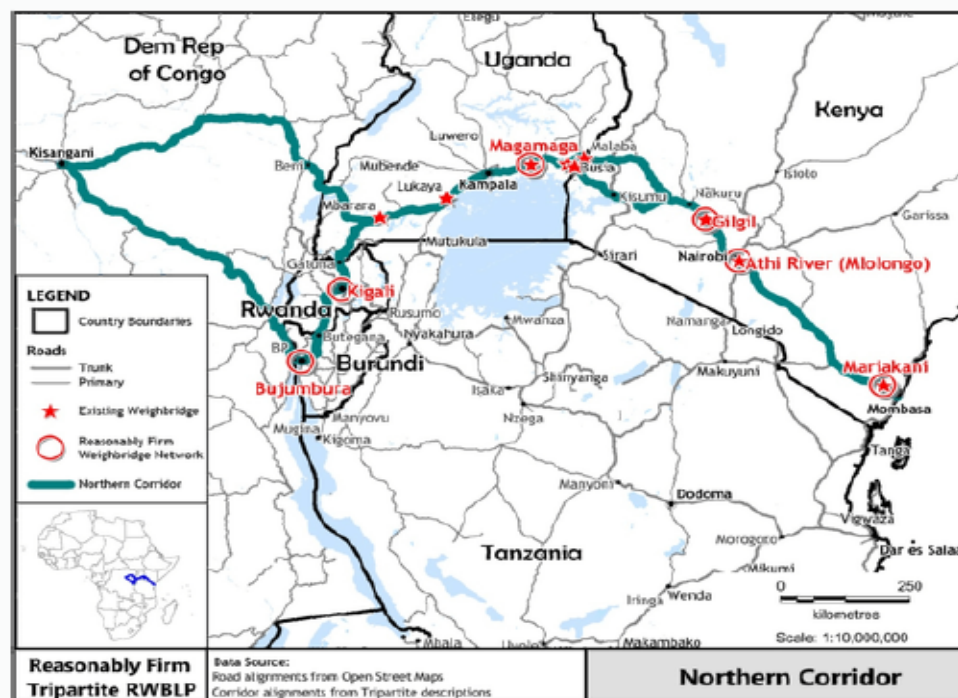 Dem Rep
of Congo
Uganda
Kenya
Luwero
Magamaga
Malaba
Kisangani
Beni
Mubende
Busia
Isiolo
Lukaya
Kampala
Kisumu
Nakuru
Mbarara
Gilgil
Garissa
Mutukula
Sirari
Nairobi
Athi River (Mlolongo)
Gatuna
Kigali
Rwanda
Rusumo
Mwanza
Namanga
Longido
Nyakahura
Burundi
Bujumbura
Shinyanga
Makuyuni
Mariakani
Isaka
Mombasa
Nzega
Manyovu
Kigoma
Tanga
Manyoni
Dodoma
Vigwaza
Tanzania
Morogoro
Dar es Salaa
Mikumi
Iringa
Wenda
Makambako
Mbala
LEGEND
Country Boundaries
Roads
Trunk
Primary
Existing Weighbridge
Reasonably Firm
Weighbridge Network
Northern Corridor
0 250
kilometres
Scale: 1:10,000,000
Reasonably Firm
Tripartite RWBLP
Data Source:
Road alignments from Open Street Maps
Corridor alignments from Tripartite descriptions
Northern Corridor